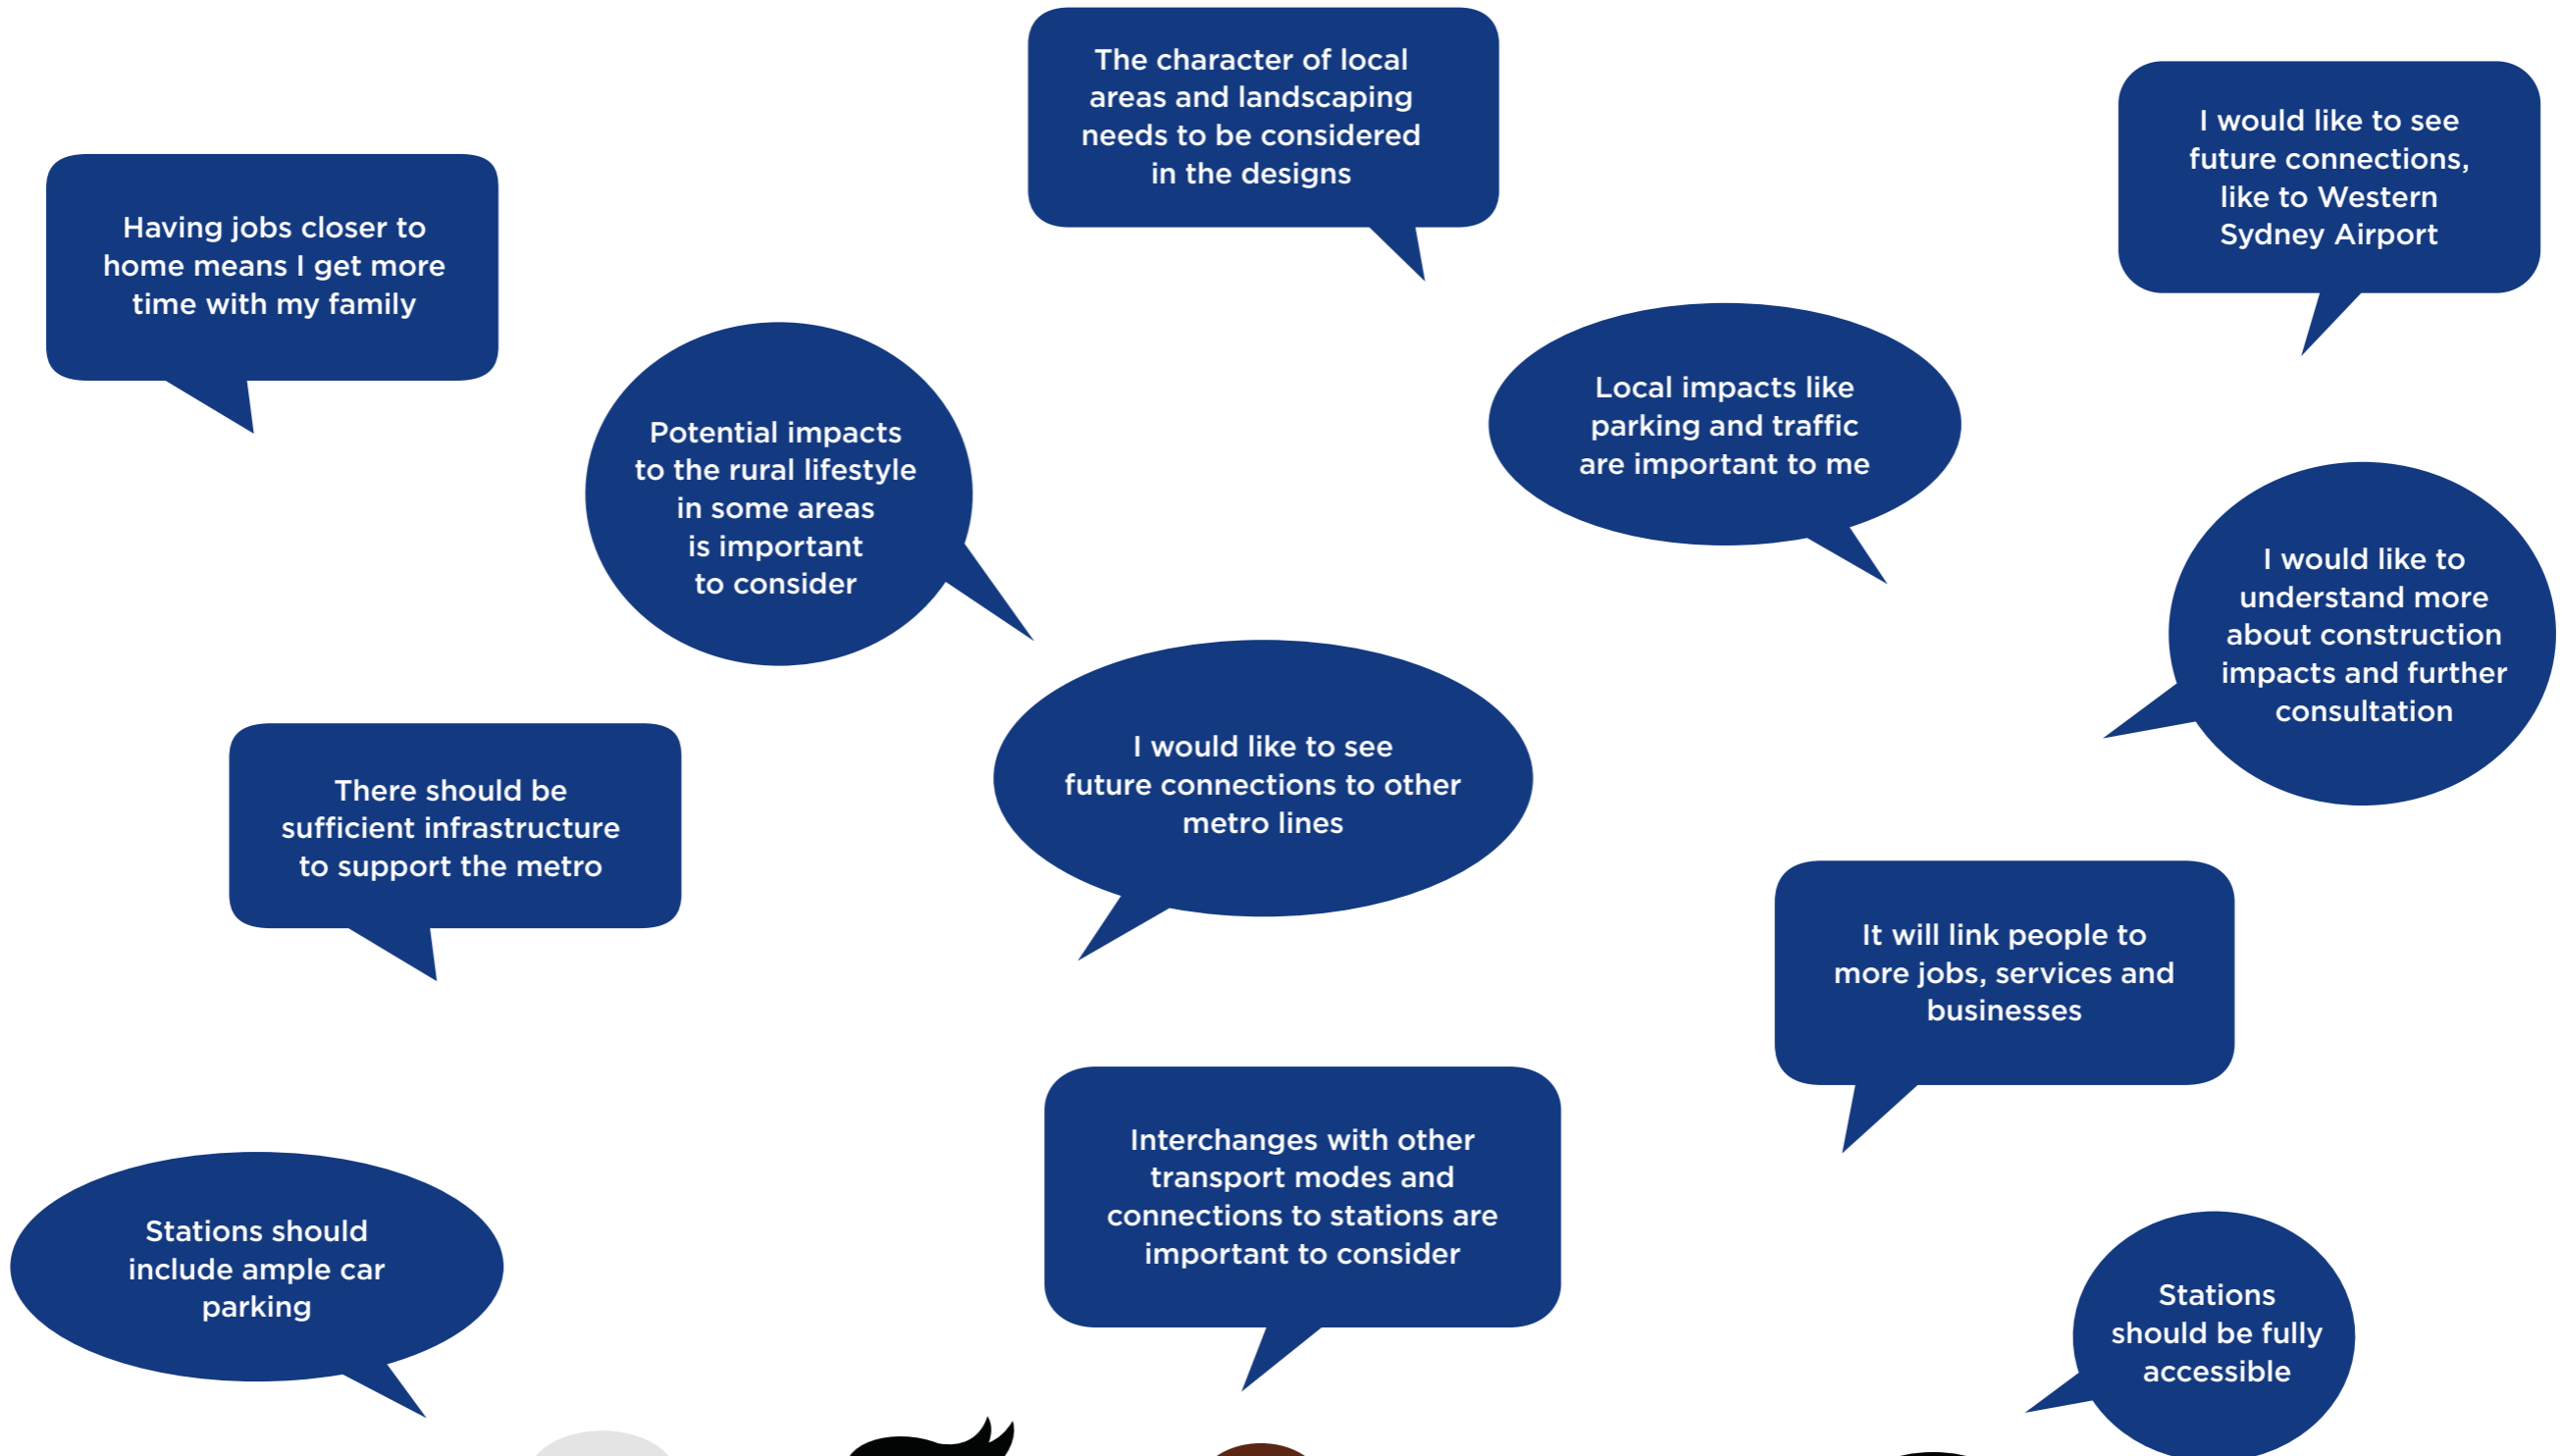 The character of local
areas and landscaping
needs to be considered
in the designs
I would like to see
future connections,
like to Western
Sydney Airport
Having jobs closer to
home means I get more
time with my family
Potential impacts
to the rural lifestyle
in some areas
is important
to consider
Local impacts like
parking and traffic
are important to me
I would like to
understand more
about construction
impacts and further
consultation
There should be
sufficient infrastructure
to support the metro
I would like to see
future connections to other
metro lines
It will link people to
more jobs, services and
businesses
Interchanges with other
transport modes and
connections to stations are
important to consider
Stations should
include ample car
parking
Stations
should be fully
accessible